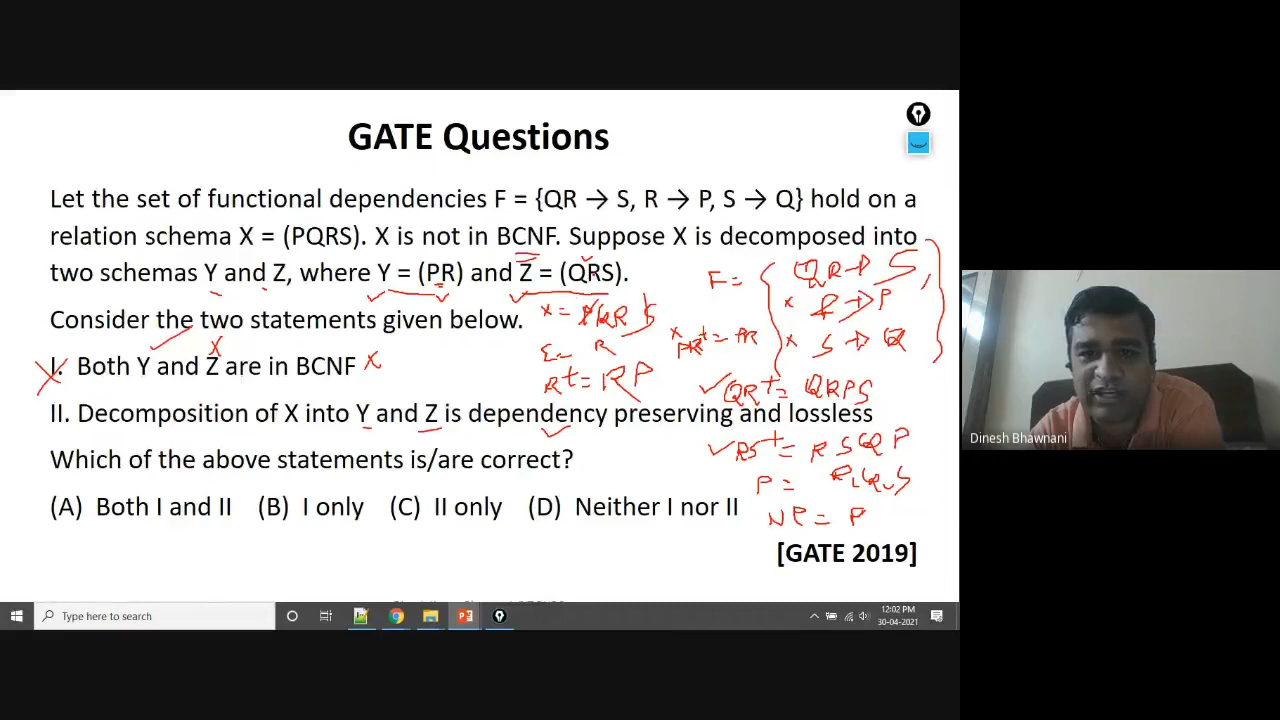 GATE Questions
Let the set of functional dependencies F = {QR → S, R → P, S → Q} hold on a
relation schema X = (PQRS). X is not in BCNF. Suppose X is decomposed into
two schemas Y and Z, where Y = (PR) and Z = (QRS).
Consider the two statements given below.
I. Both Y and Z are in BCNF
II. Decomposition of X into Y and Z is dependency preserving and lossless
Which of the above statements is/are correct?
(A) Both I and II (B) I only (C) II only (D) Neither I nor II
[GATE 2019]
F = { QR → S,
R → P
S → Q }
R+ = RP
QR+ = QRPS
RS+ = RSQP
P = R, Q, S
NP = P
Dinesh Bhawnani
Type here to search
12:02 PM
30-04-2021